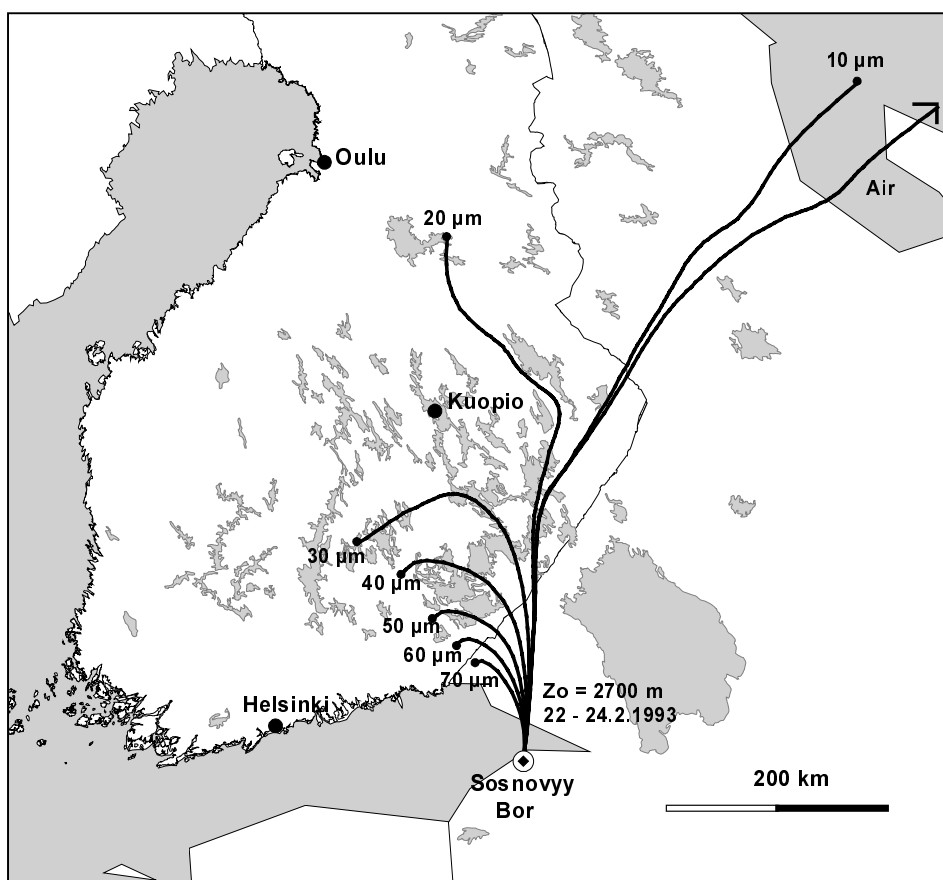 10 µm
Air
Oulu
20 µm
Kuopio
30 µm
40 µm
50 µm
60 µm
70 µm
Zo = 2700 m
22 - 24.2.1993
Helsinki
Sosnovyy
Bor
200 km